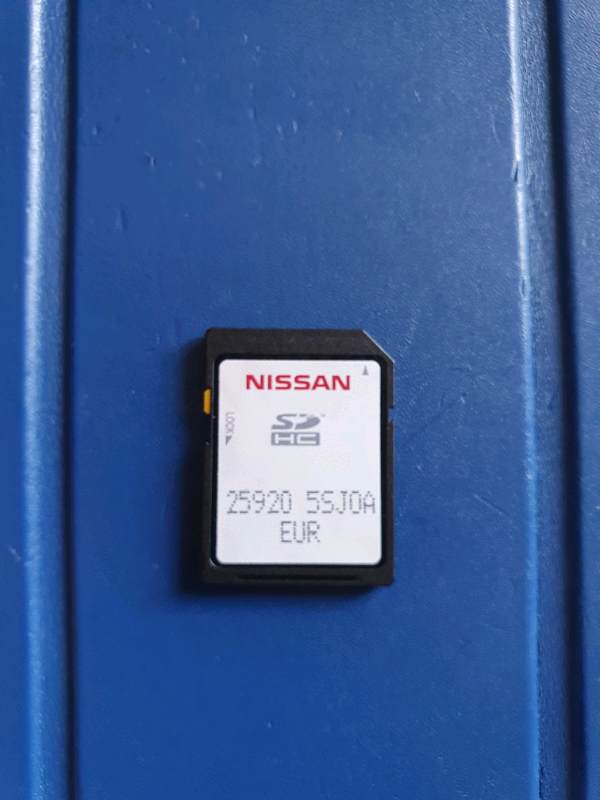 NISSAN
LOCK
SD
HC
25920 5SJ0A
EUR